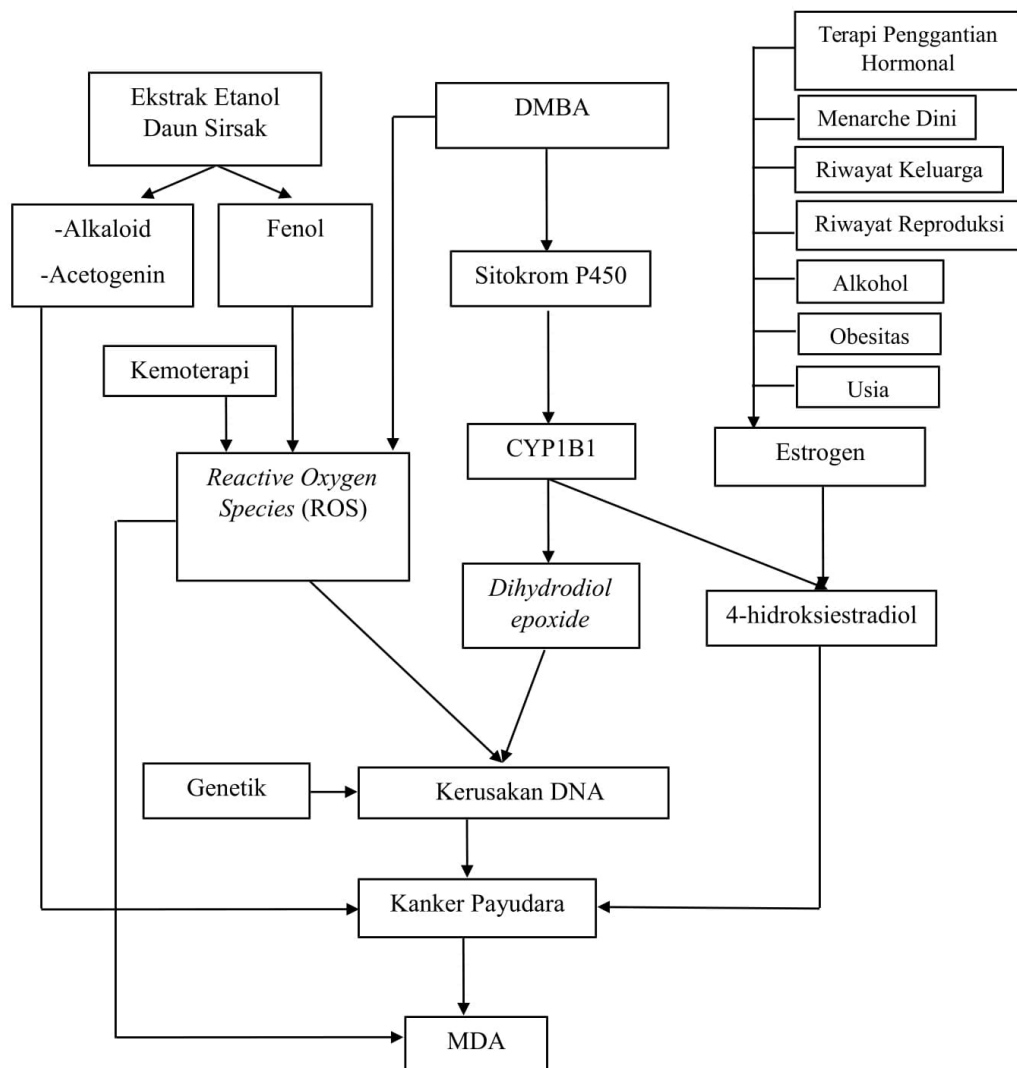 Terapi Penggantian
Hormonal
Ekstrak Etanol
Daun Sirsak
DMBA
Menarche Dini
Riwayat Keluarga
Riwayat Reproduksi
-Alkaloid
-Acetogenin
Fenol
Sitokrom P450
Alkohol
Obesitas
Kemoterapi
Usia
CYP1B1
Estrogen
Reactive Oxygen
Species (ROS)
Dihydrodiol
epoxide
4-hidroksiestradiol
Genetik
Kerusakan DNA
Kanker Payudara
MDA